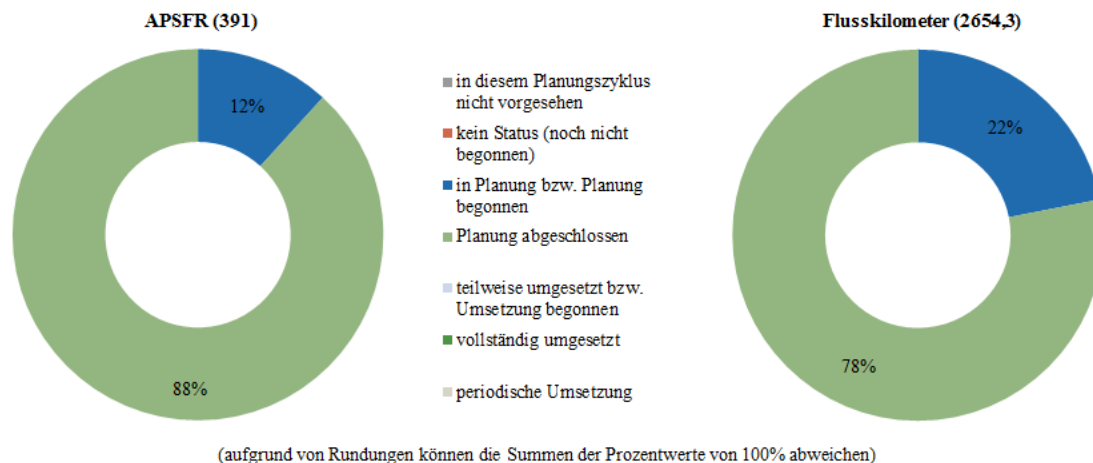 APSFR (391)
12%
88%
in diesem Planungszyklus
nicht vorgesehen
kein Status (noch nicht
begonnen)
in Planung bzw. Planung
begonnen
Planung abgeschlossen
teilweise umgesetzt bzw.
Umsetzung begonnen
vollständig umgesetzt
periodische Umsetzung
Flusskilometer (2654,3)
22%
78%
(aufgrund von Rundungen können die Summen der Prozentwerte von 100% abweichen)